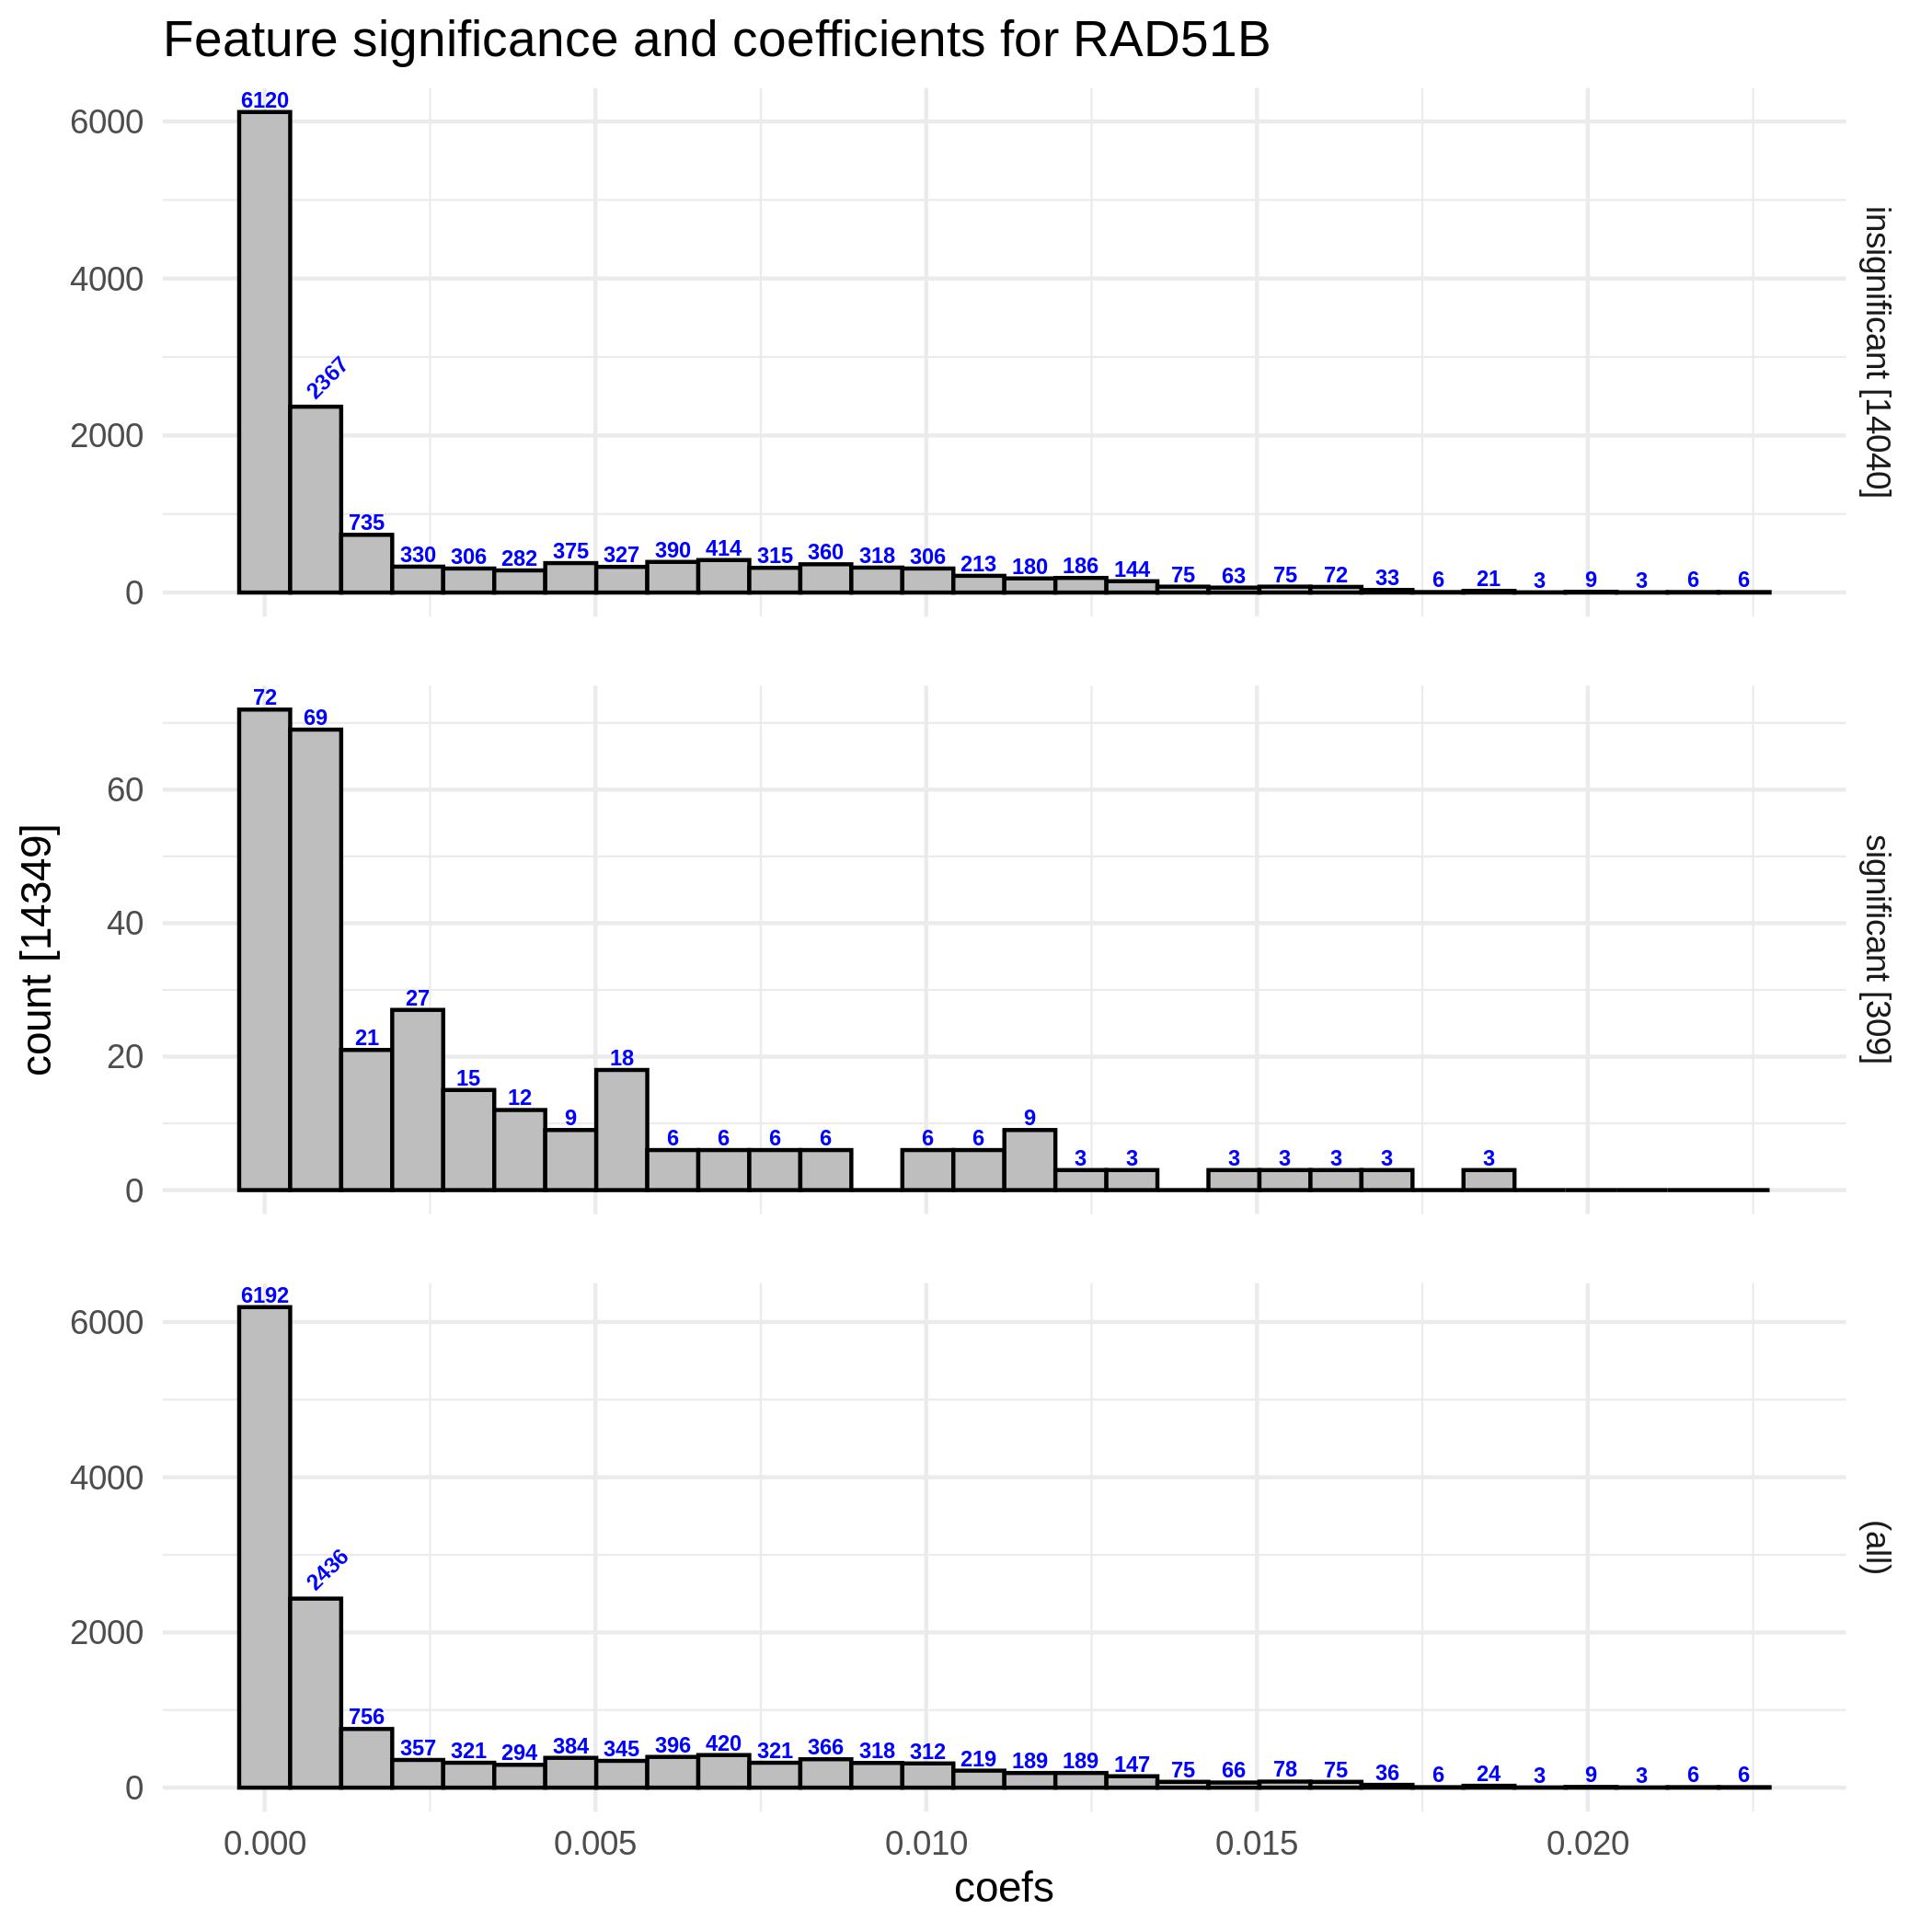 Feature significance and coefficients for RAD51B
count [14349]
6000
4000
2000
0
6120
2367
735
330 306 282 375 327 390 414 315 360 318 306 213 180 186 144 75 63 75 72 33 6 21 3 9 3 6 6
insignificant [14040]
60
40
20
0
72
69
21
27
15
12
9
18
6 6 6 6 6 6 9 3 3 3 3 3 3 3
significant [309]
6000
4000
2000
0
6192
2436
756
357 321 294 384 345 396 420 321 366 318 312 219 189 189 147 75 66 78 75 36 6 24 3 9 3 6 6
(all)
0.000 0.005 0.010 0.015 0.020
coefs